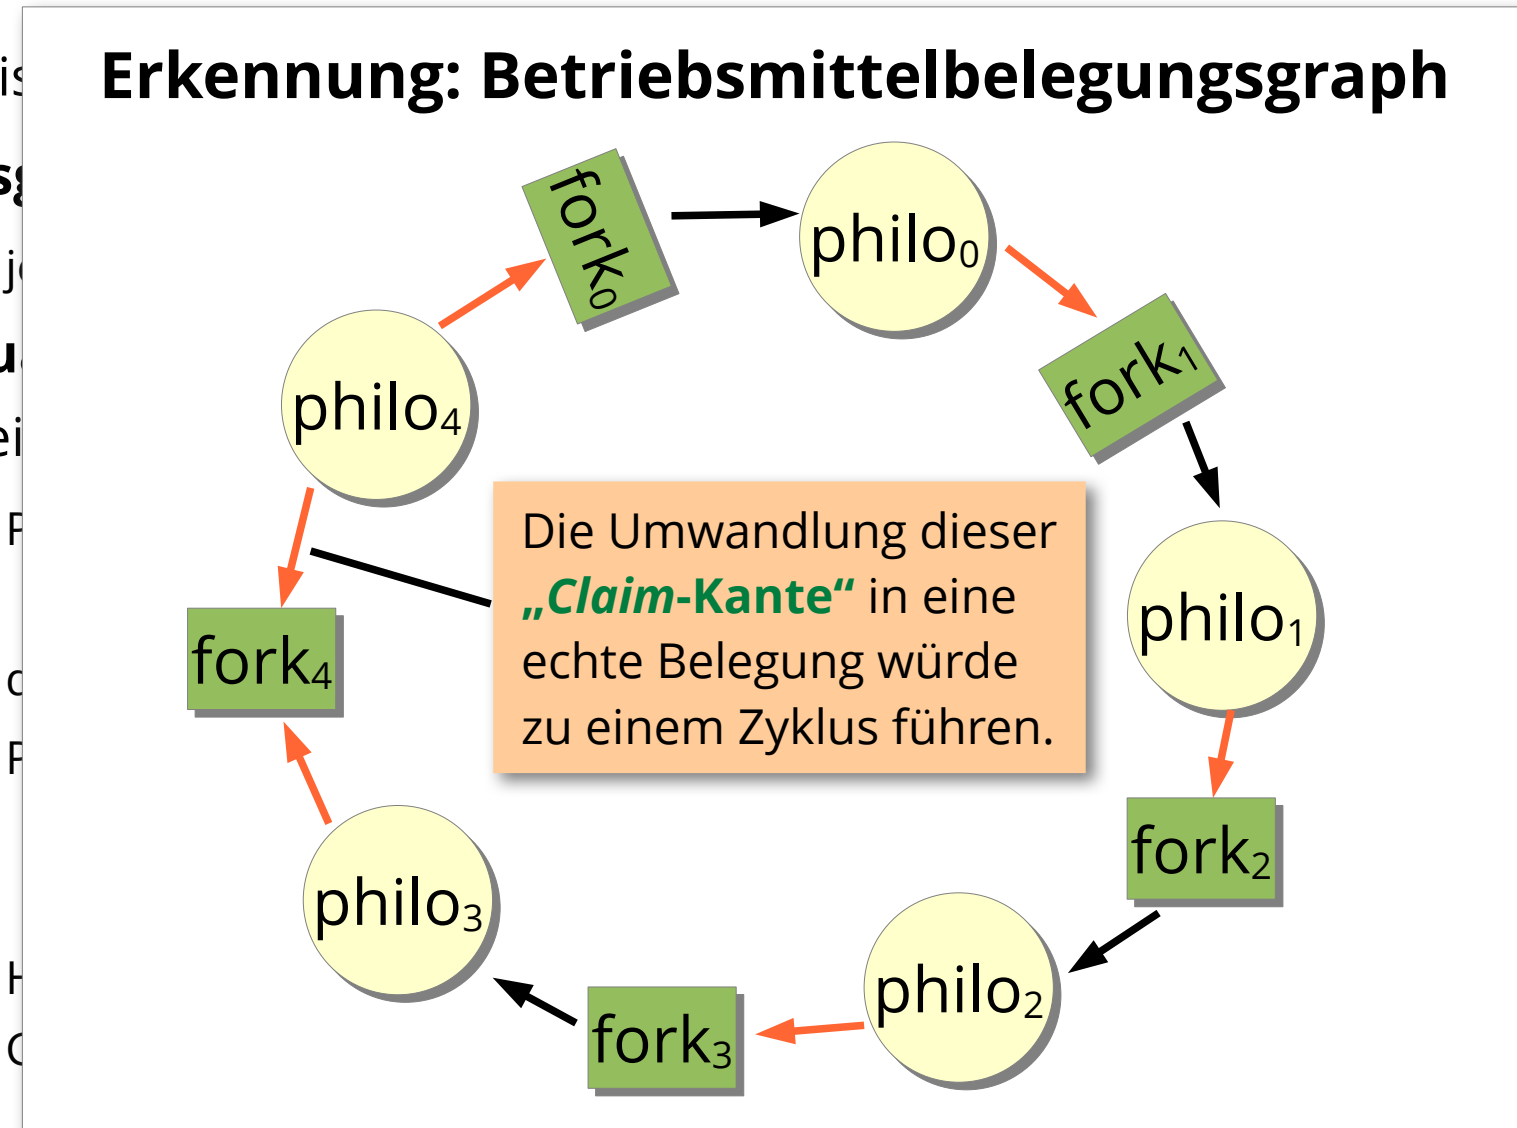 Erkennung: Betriebsmittelbelegungsgraph
fork0
philo0
fork1
philo4
Die Umwandlung dieser
„Claim-Kante“ in eine
echte Belegung würde
zu einem Zyklus führen.
philo1
fork4
fork2
philo3
philo2
fork3